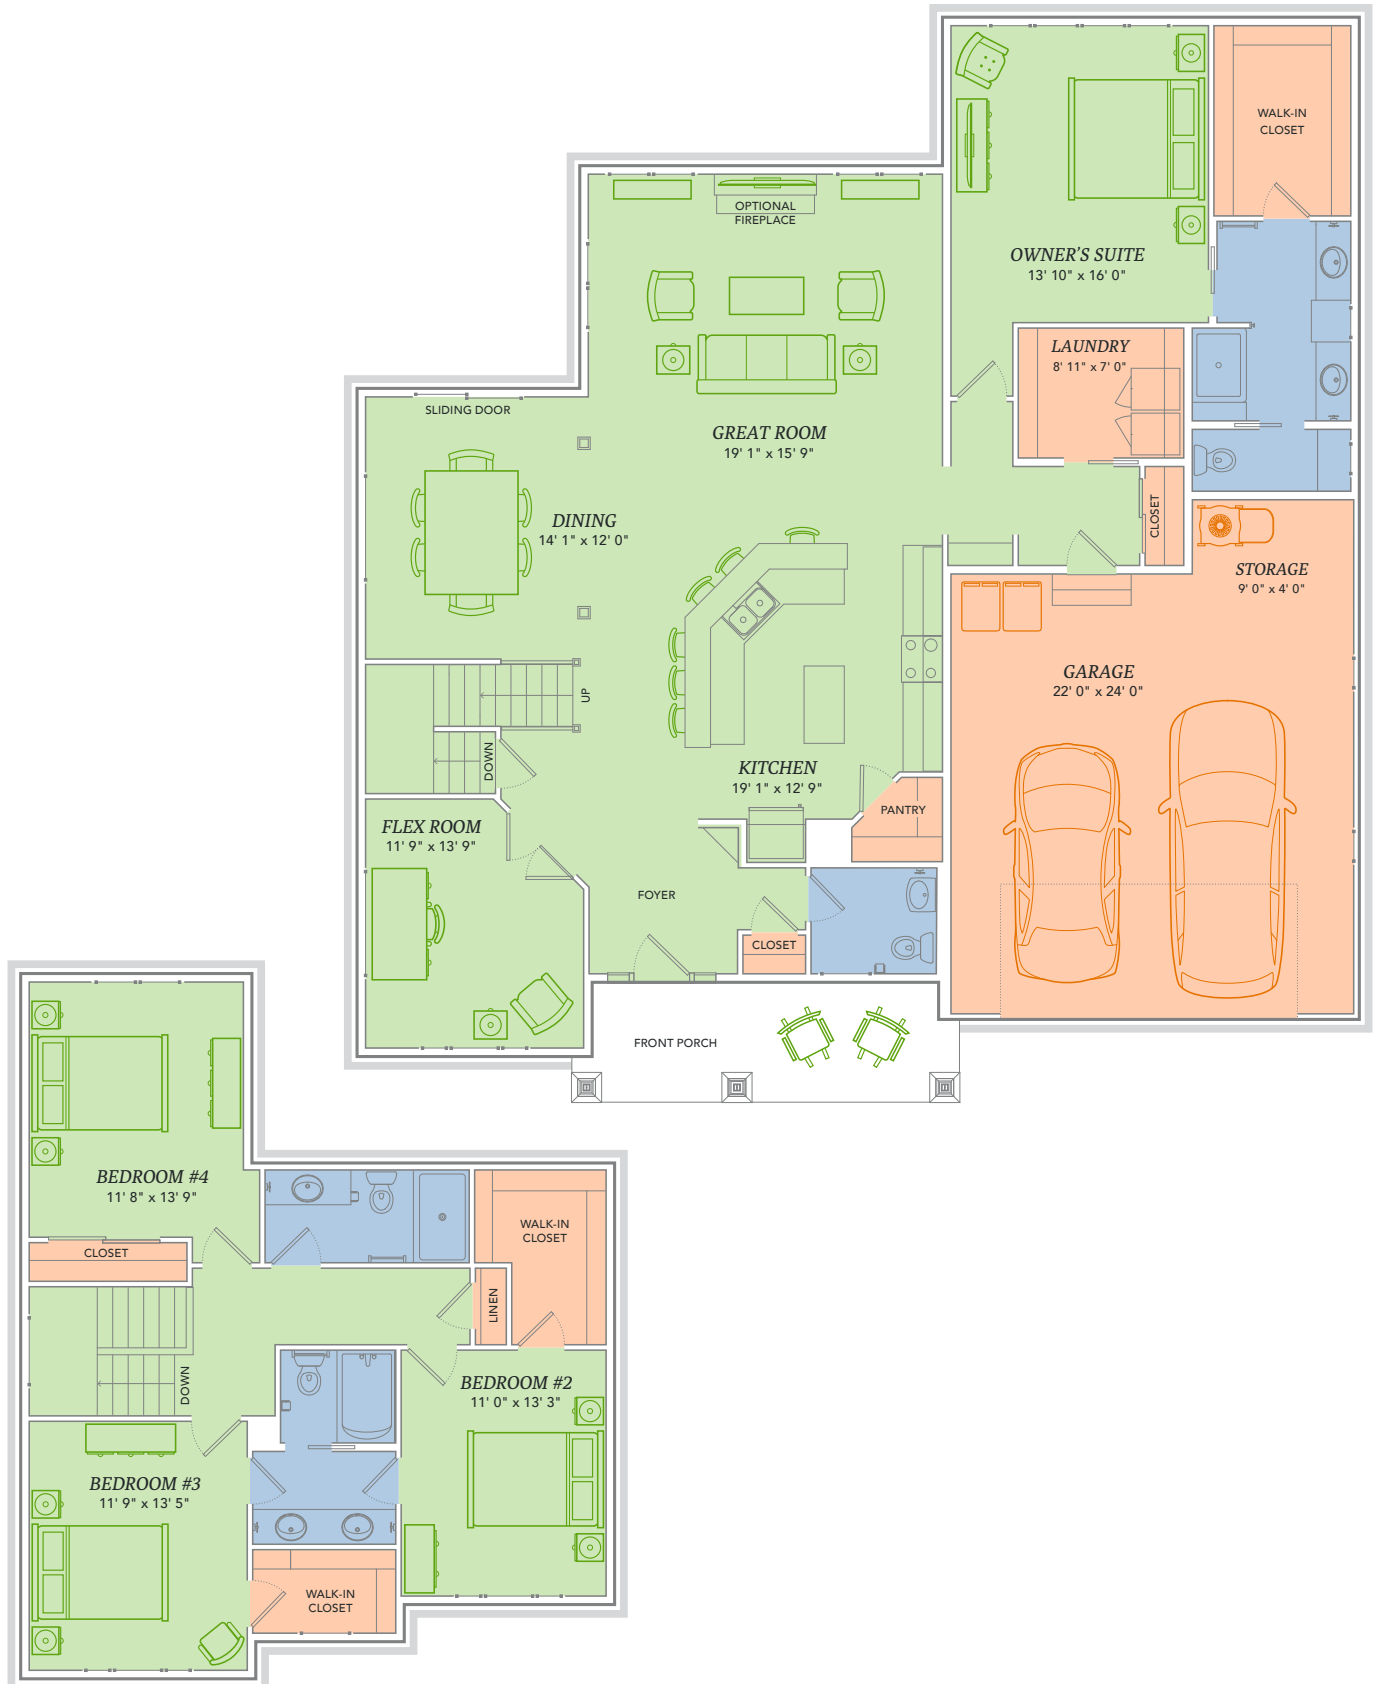 WALK-IN
CLOSET
OPTIONAL
FIREPLACE
OWNER'S SUITE
13' 10" x 16' 0"
LAUNDRY
8' 11" x 7' 0"
SLIDING DOOR
GREAT ROOM
19' 1" x 15' 9"
DINING
14' 1" x 12' 0"
CLOSET
STORAGE
9' 0" x 4' 0"
GARAGE
22' 0" x 24' 0"
UP
DOWN
KITCHEN
19' 1" x 12' 9"
PANTRY
FLEX ROOM
11' 9" x 13' 9"
FOYER
CLOSET
FRONT PORCH
BEDROOM #4
11' 8" x 13' 9"
CLOSET
WALK-IN
CLOSET
LINEN
DOWN
BEDROOM #2
11' 0" x 13' 3"
BEDROOM #3
11' 9" x 13' 5"
WALK-IN
CLOSET